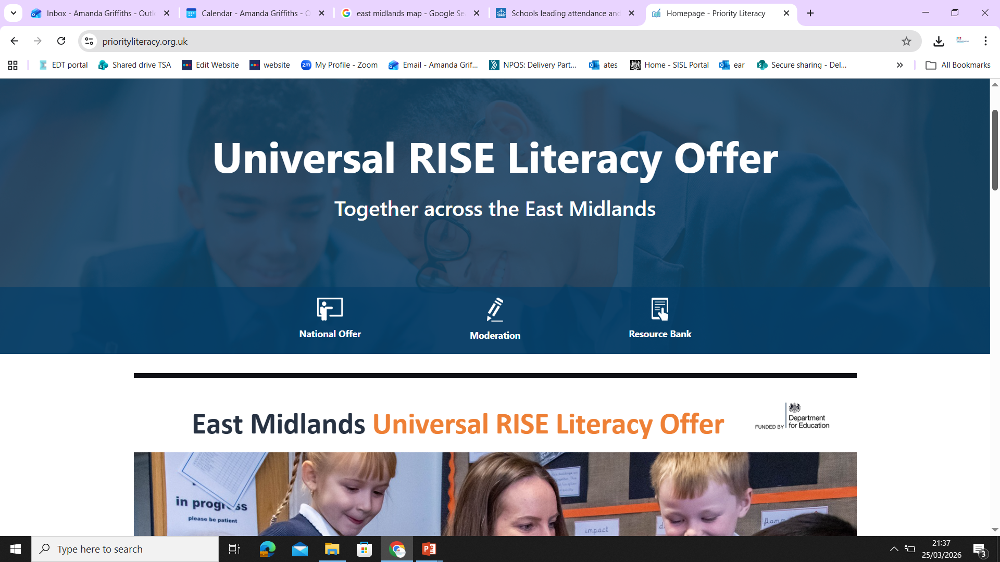 Inbox - Amanda Griffiths - Outl
Calendar - Amanda Griffiths - O
east midlands map - Google Se
Schools leading attendance and
Homepage - Priority Literacy
priorityliteracy.org.uk
EDT portal
Shared drive TSA
Edit Website
website
zm
My Profile - Zoom
Email - Amanda Grif...
NPQS: Delivery Part...
ates
Home - SISL Portal
ear
Secure sharing - Del...
All Bookmarks
Universal RISE Literacy Offer
Together across the East Midlands
National Offer
Moderation
Resource Bank
East Midlands Universal RISE Literacy Offer
FUNDED BY
Department
for Education
in progress
please be patient
impact
flamm
Type here to search
21:37
25/03/2026
3